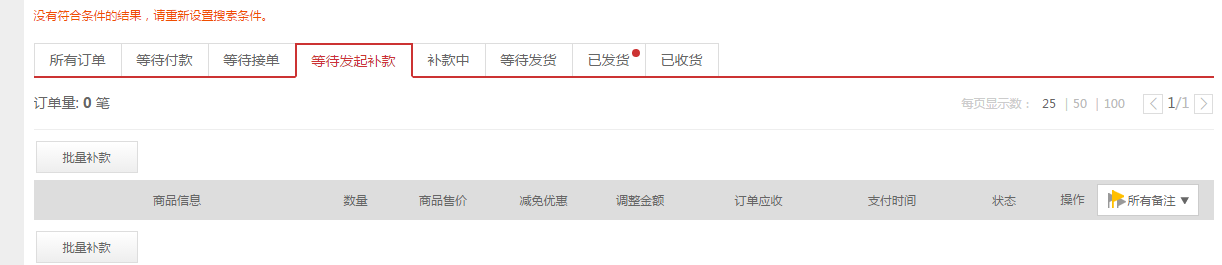 没有符合条件的结果，请重新设置搜索条件。
所有订单 等待付款 等待接单 等待发起补款 补款中 等待发货 已发货 已收货
订单量: 0 笔 每页显示数： 25 | 50 | 100 1/1
批量补款
商品信息 数量 商品售价 减免优惠 调整金额 订单应收 支付时间 状态 操作 所有备注
批量补款